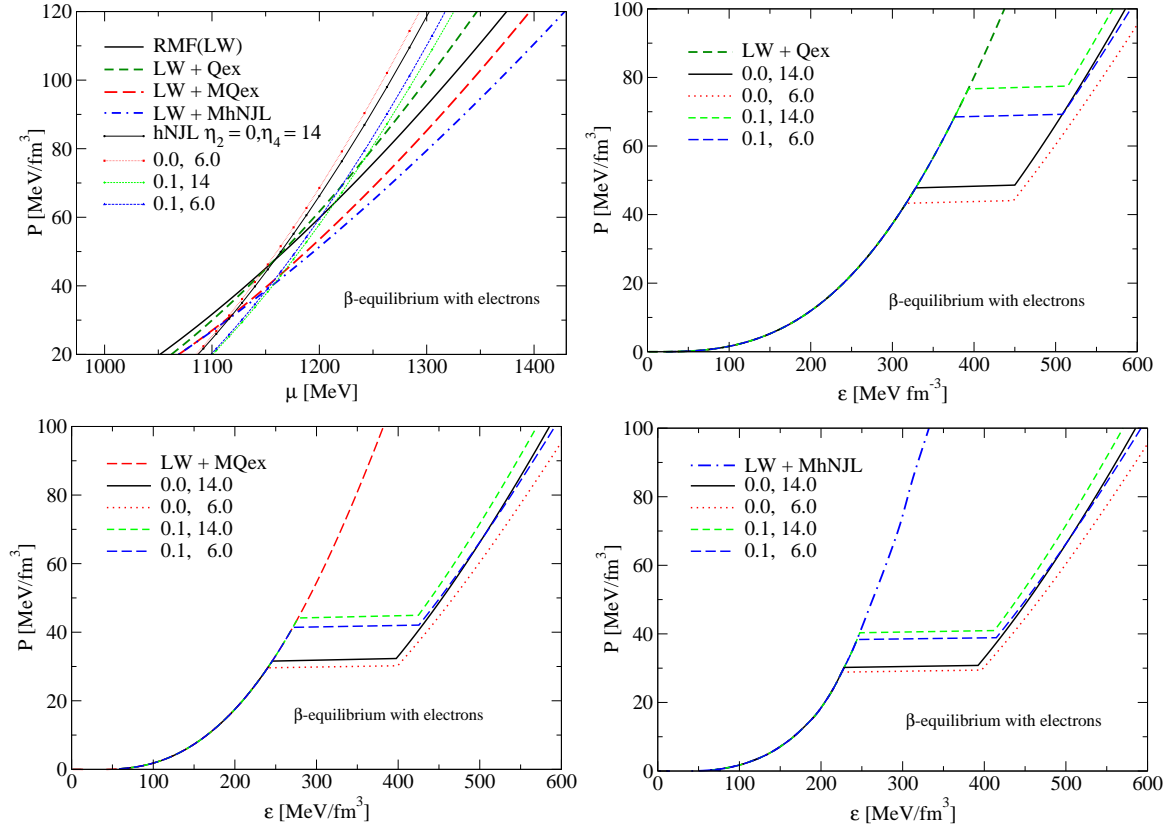 120
100
80
60
40
20
P [MeV/fm³]
RMF(LW)
LW + Qex
LW + MQex
LW + MhNJL
hNJL η₂ = 0,η₄ = 14
0.0, 6.0
0.1, 14
0.1, 6.0
β-equilibrium with electrons
1000 1100 1200 1300 1400
μ [MeV]
100
80
60
40
20
0
P [MeV/fm³]
LW + Qex
0.0, 14.0
0.0, 6.0
0.1, 14.0
0.1, 6.0
β-equilibrium with electrons
0 100 200 300 400 500 600
ε [MeV fm⁻³]
100
80
60
40
20
0
P [MeV/fm³]
LW + MQex
0.0, 14.0
0.0, 6.0
0.1, 14.0
0.1, 6.0
β-equilibrium with electrons
0 100 200 300 400 500 600
ε [MeV/fm³]
100
80
60
40
20
0
P [MeV/fm³]
LW + MhNJL
0.0, 14.0
0.0, 6.0
0.1, 14.0
0.1, 6.0
β-equilibrium with electrons
0 100 200 300 400 500 600
ε [MeV/fm³]